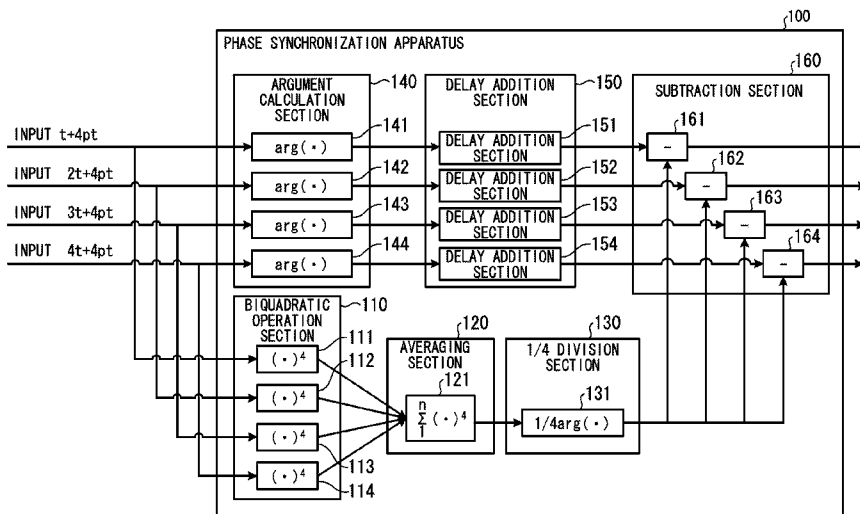 100
PHASE SYNCHRONIZATION APPARATUS
ARGUMENT
CALCULATION
SECTION
140
DELAY ADDITION
SECTION
150
SUBTRACTION SECTION
160
INPUT t+4pt
arg(•)
141
DELAY ADDITION
SECTION
151
−
161
INPUT 2t+4pt
arg(•)
142
DELAY ADDITION
SECTION
152
−
162
INPUT 3t+4pt
arg(•)
143
DELAY ADDITION
SECTION
153
−
163
INPUT 4t+4pt
arg(•)
144
DELAY ADDITION
SECTION
154
−
164
BIQUADRATIC
OPERATION
SECTION
110
(•)⁴
111
(•)⁴
112
(•)⁴
113
(•)⁴
114
AVERAGING
SECTION
120
121
n
Σ(•)⁴
1
1/4 DIVISION
SECTION
130
131
1/4arg(•)